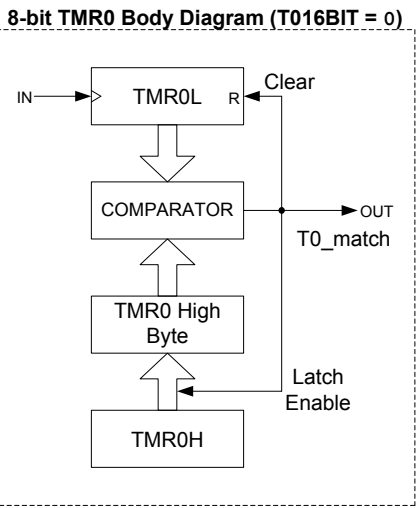 8-bit TMR0 Body Diagram (T016BIT = 0)
IN
TMR0L
R
Clear
COMPARATOR
OUT
T0_match
TMR0 High
Byte
Latch
Enable
TMR0H